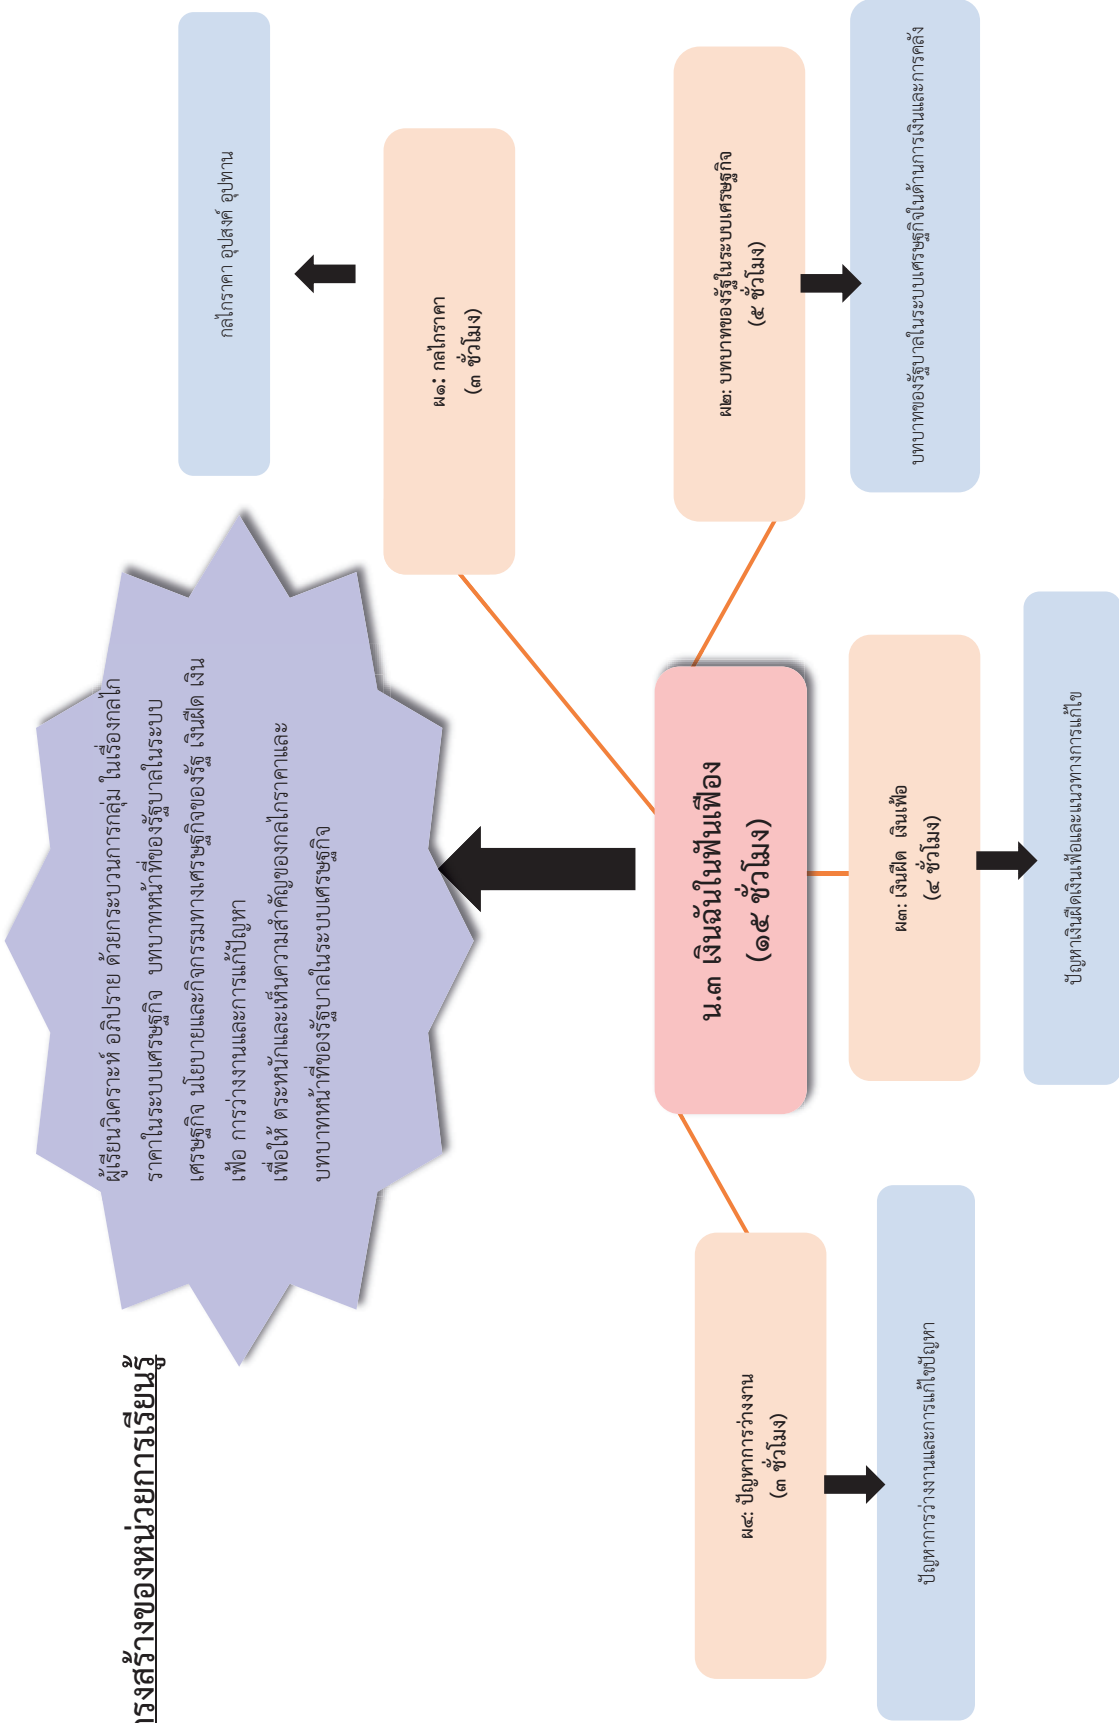 โครงสร้างของหน่วยการเรียนรู้
ผู้เรียนวิเคราะห์ อภิปราย ด้วยกระบวนการกลุ่ม ในเรื่องกลไก
ราคาในระบบเศรษฐกิจ บทบาทหน้าที่ของรัฐบาลในระบบ
เศรษฐกิจ นโยบายและกิจกรรมทางเศรษฐกิจของรัฐ เงินฝืด เงิน
เฟ้อ การว่างงานและการแก้ปัญหา
เพื่อให้ ตระหนักและเห็นความสำคัญของกลไกราคาและ
บทบาทหน้าที่ของรัฐบาลในระบบเศรษฐกิจ
น.๓ เงินฉันในฟันเฟือง
(๑๕ ชั่วโมง)
ผ๑: กลไกราคา
(๓ ชั่วโมง)
กลไกราคา อุปสงค์ อุปทาน
ผ๒: บทบาทของรัฐในระบบเศรษฐกิจ
(๕ ชั่วโมง)
บทบาทของรัฐบาลในระบบเศรษฐกิจในด้านการเงินและการคลัง
ผ๓: เงินฝืด เงินเฟ้อ
(๔ ชั่วโมง)
ปัญหาเงินฝืดเงินเฟ้อและแนวทางการแก้ไข
ผ๔: ปัญหาการว่างงาน
(๓ ชั่วโมง)
ปัญหาการว่างงานและการแก้ไขปัญหา